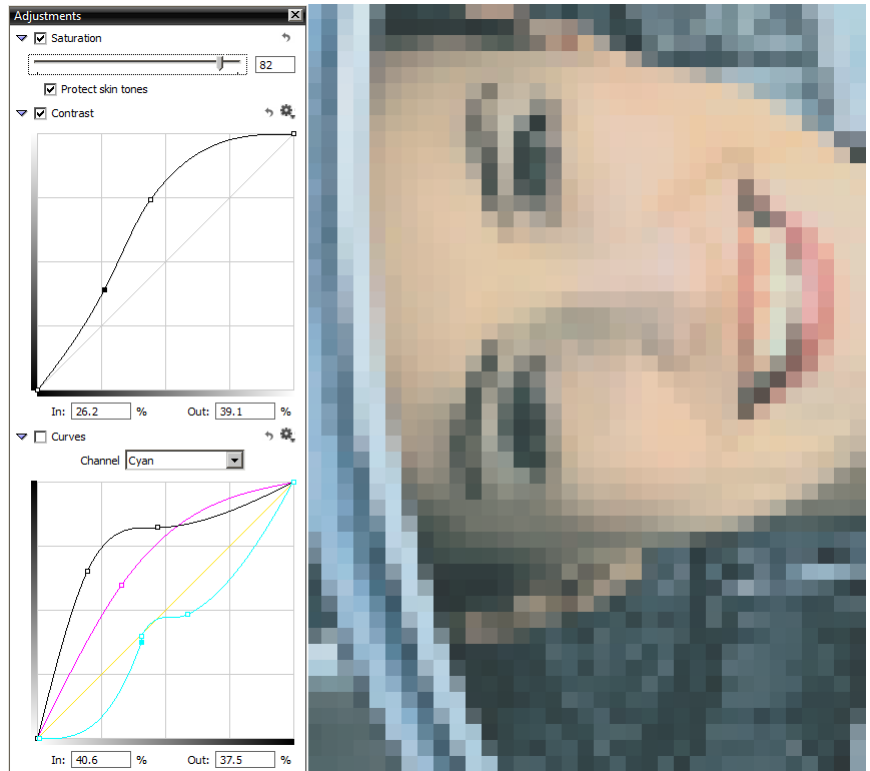 Adjustments
Saturation
82
Protect skin tones
Contrast
In: 26.2 % Out: 39.1 %
Curves
Channel Cyan
In: 40.6 % Out: 37.5 %